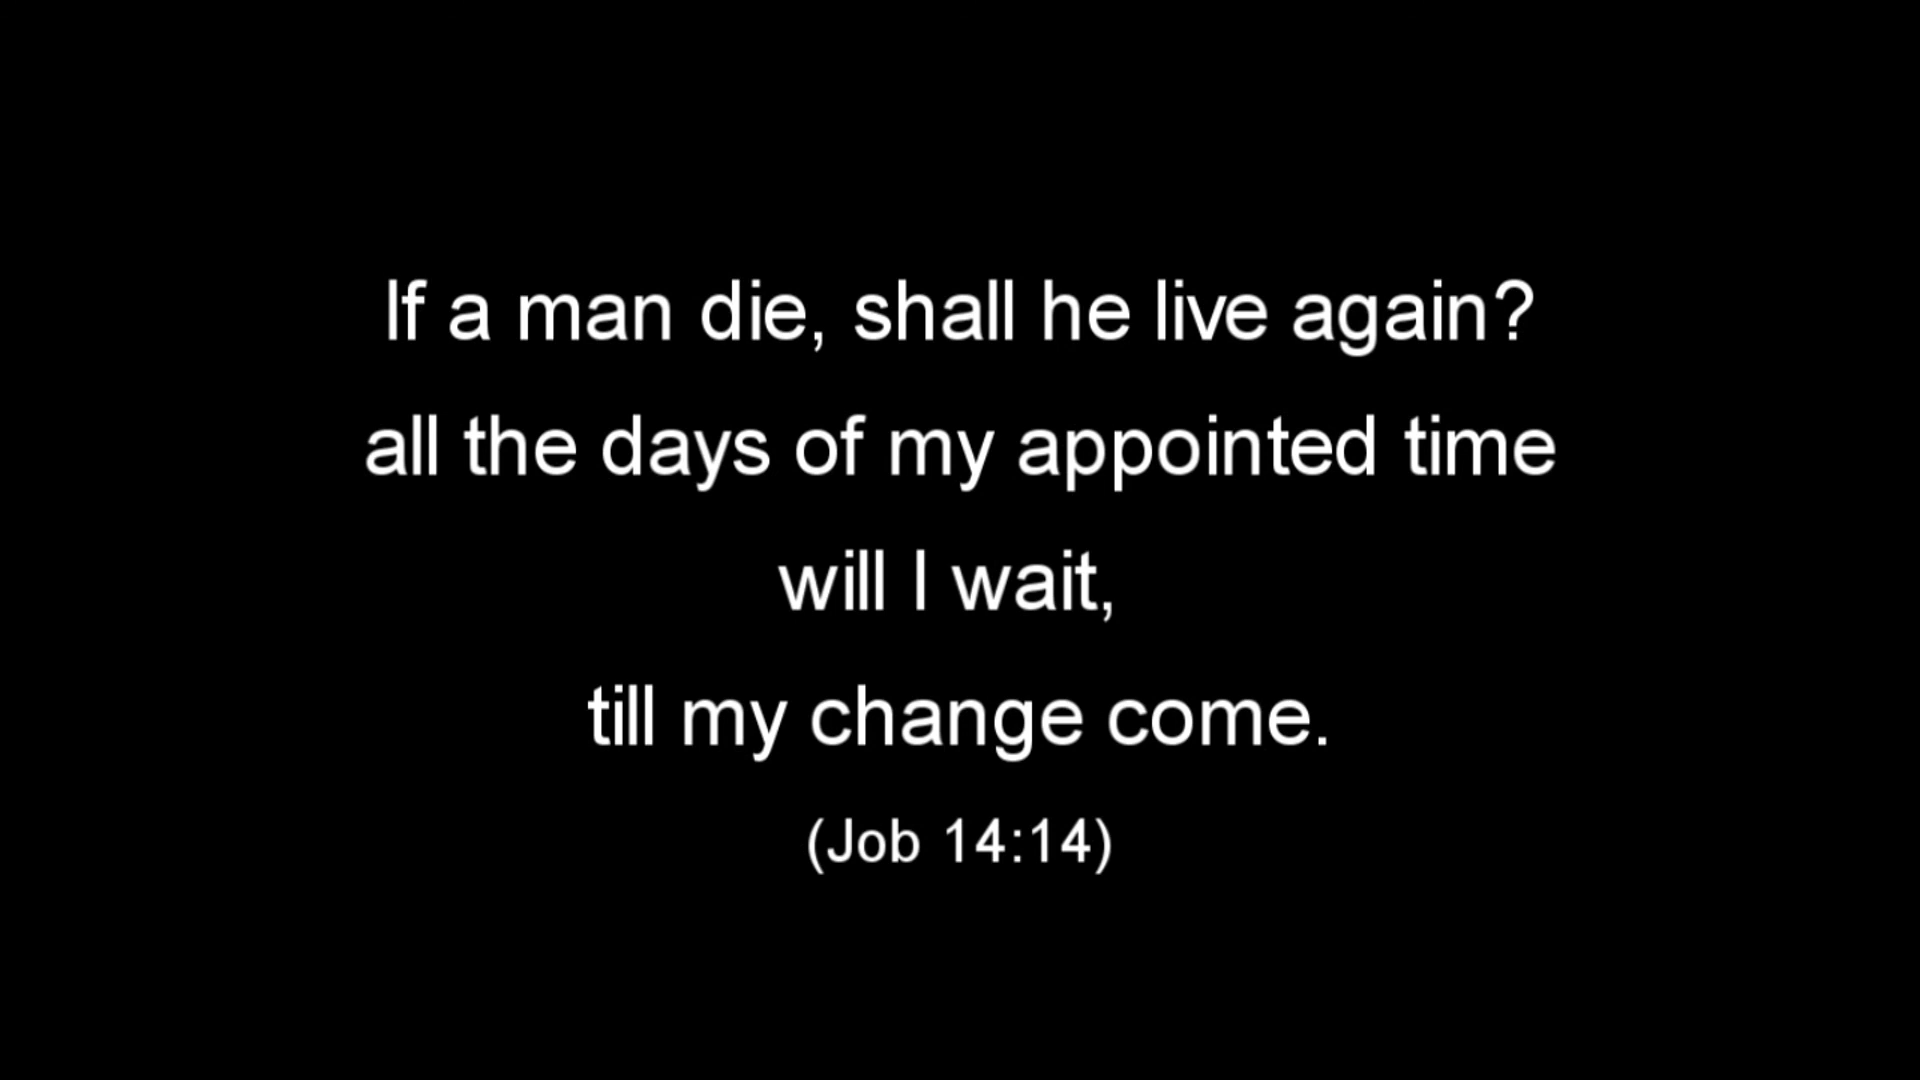 If a man die, shall he live again?
all the days of my appointed time
will I wait,
till my change come.
(Job 14:14)